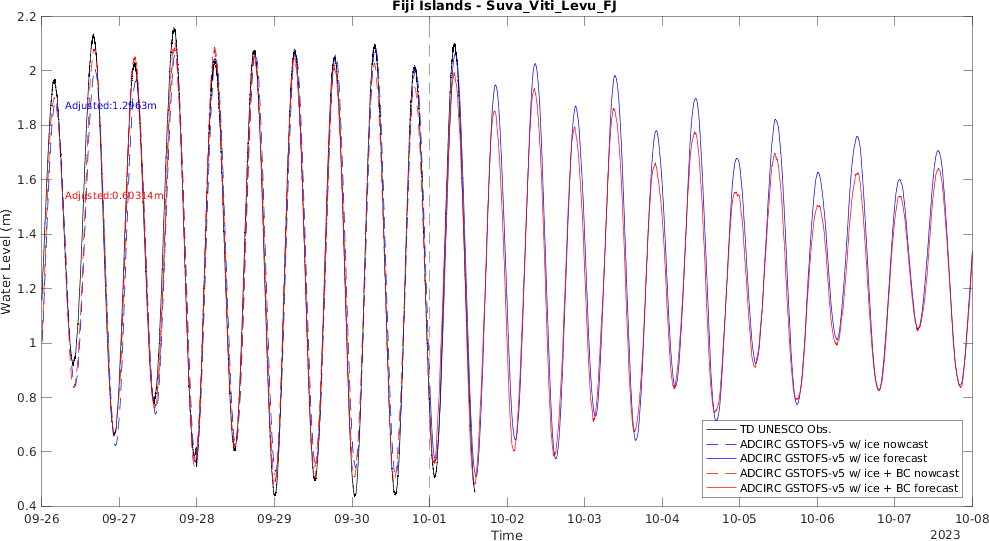 Fiji Islands - Suva_Viti_Levu_FJ
Water Level (m)
2.2
2
1.8
1.6
1.4
1.2
1
0.8
0.6
0.4
Adjusted:1.2963m
Adjusted:0.60314m
TD UNESCO Obs.
ADCIRC GSTOFS-v5 w/ ice nowcast
ADCIRC GSTOFS-v5 w/ ice forecast
ADCIRC GSTOFS-v5 w/ ice + BC nowcast
ADCIRC GSTOFS-v5 w/ ice + BC forecast
09-26 09-27 09-28 09-29 09-30 10-01 10-02 10-03 10-04 10-05 10-06 10-07 10-08
Time
2023